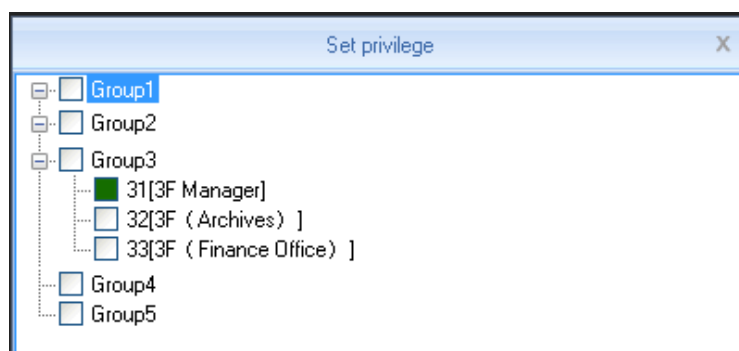 Set privilege X
Group1
Group2
Group3
31[3F Manager]
32[3F（Archives）]
33[3F（Finance Office）]
Group4
Group5